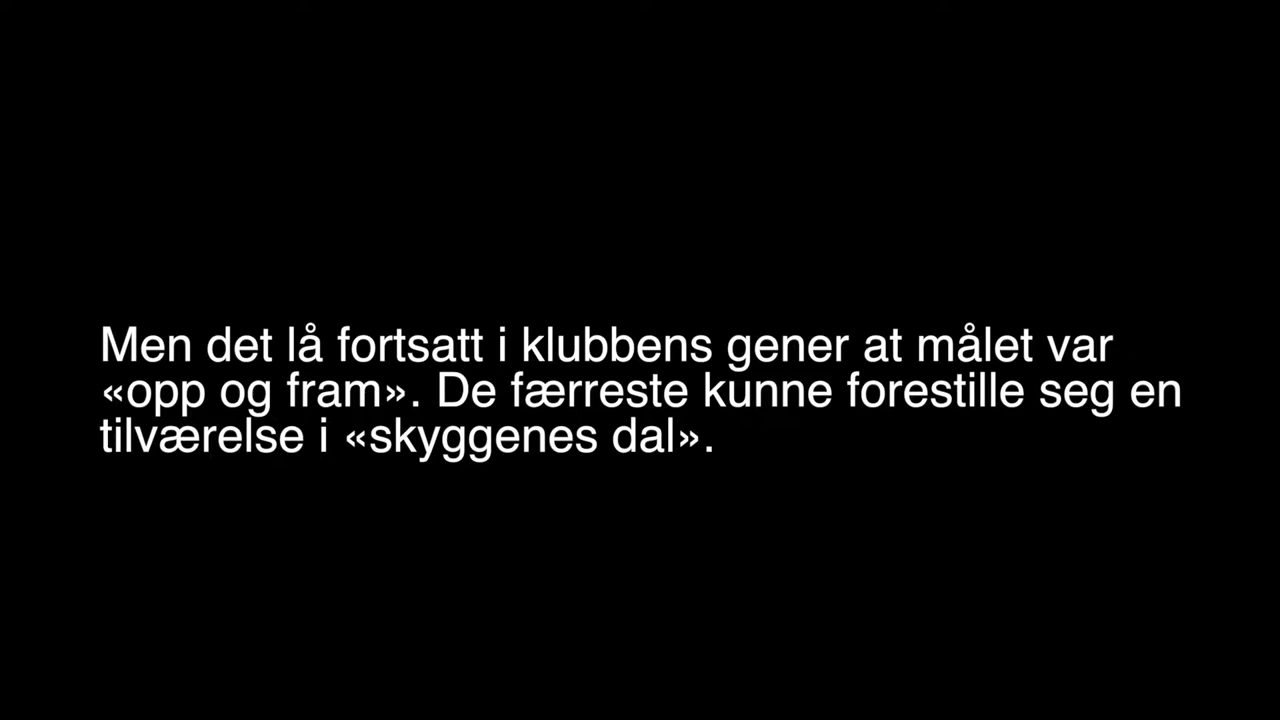 Men det lå fortsatt i klubbens gener at målet var
«opp og fram». De færreste kunne forestille seg en
tilværelse i «skyggenes dal».